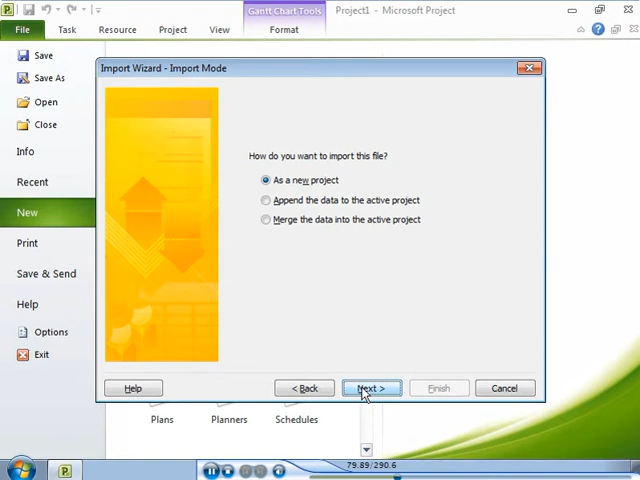 Gantt Chart Tools
Project1 - Microsoft Project
File
Task
Resource
Project
View
Format
Save
Save As
Open
Close
Info
Recent
New
Print
Save & Send
Help
Options
Exit
Import Wizard - Import Mode
How do you want to import this file?
As a new project
Append the data to the active project
Merge the data into the active project
Help
< Back
Next >
Finish
Cancel
Plans
Planners
Schedules
79.89/290.6